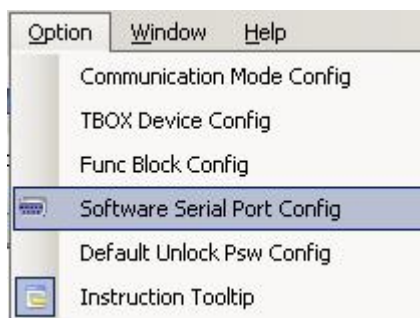 Option Window Help
Communication Mode Config
TBOX Device Config
Func Block Config
Software Serial Port Config
Default Unlock Psw Config
Instruction Tooltip